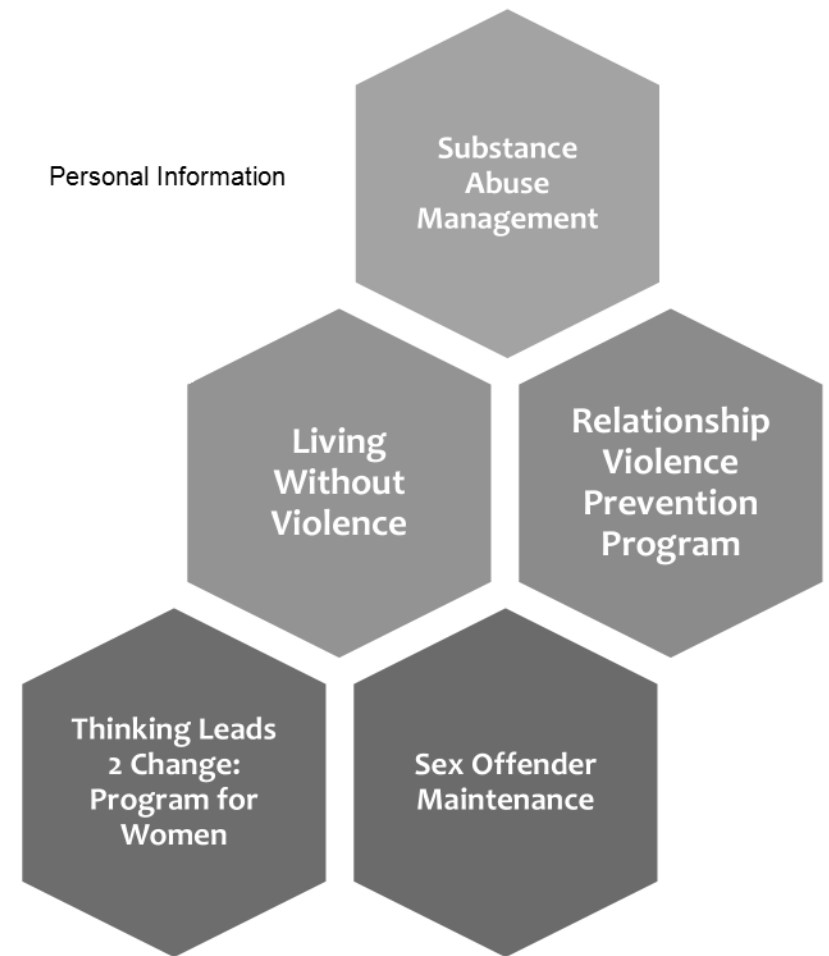 Personal Information
Substance
Abuse
Management
Living
Without
Violence
Relationship
Violence
Prevention
Program
Thinking Leads
2 Change:
Program for
Women
Sex Offender
Maintenance